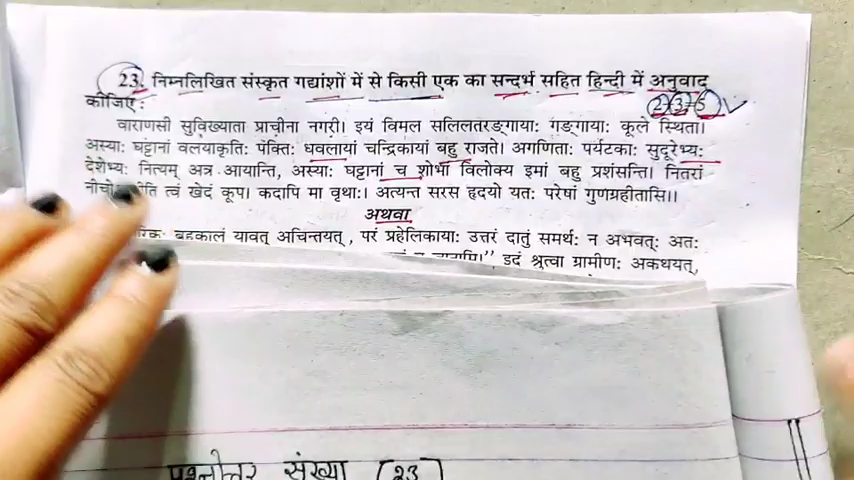 23. निम्नलिखित संस्कृत गद्यांशों में से किसी एक का सन्दर्भ सहित हिन्दी में अनुवाद
कीजिए : 2+3=5
वाराणसी सुविख्याता प्राचीना नगरी। इयं विमल सलिलतरङ्गायाः गङ्गायाः कूले स्थिता।
अस्याः घट्टानां वलयाकृतिः पंक्तिः धवलायां चन्द्रिकायां बहु राजते। अगणिताः पर्यटकाः सुदूरेभ्यः
देशेभ्यः नित्यम् अत्र आयान्ति, अस्याः घट्टानां च शोभां विलोक्य इमां बहु प्रशंसन्ति। नितरां
त्वं खेदं कूप। कदापि मा वृथाः। अत्यन्त सरस हृदयो यतः परेषां गुणग्रहीतासि।।
अथवा
बहुकालं यावत् अचिन्तयत्, परं प्रहेलिकायाः उत्तरं दातुं समर्थः न अभवत्ः अतः
इदं श्रुत्वा ग्रामीणः अकथयत्,
प्रश्नोत्तर संख्या [23]